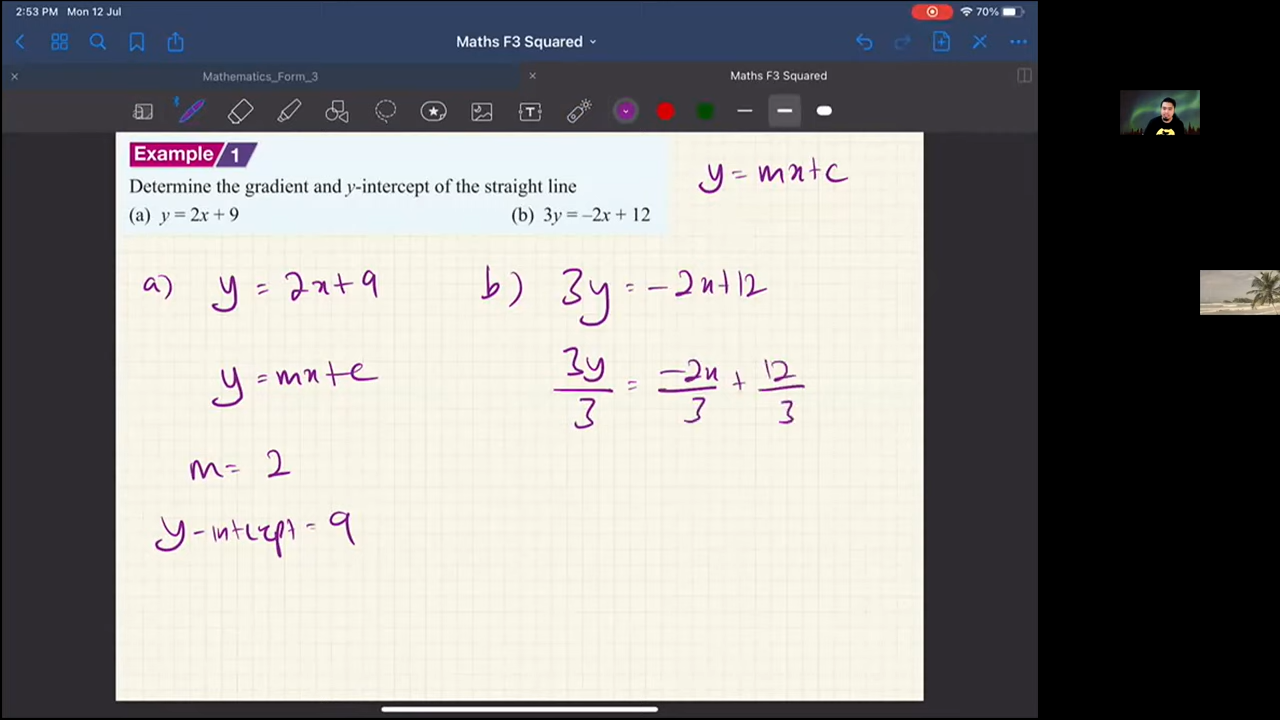 2:53 PM Mon 12 Jul
70%
Maths F3 Squared
Mathematics_Form_3
Maths F3 Squared
Example 1
Determine the gradient and y-intercept of the straight line
(a) y = 2x + 9
(b) 3y = –2x + 12
y = mx+c
a) y = 2x+9
y = mx+c
m = 2
y-intercept = 9
b) 3y = -2x+12
3y/3 = -2x/3 + 12/3